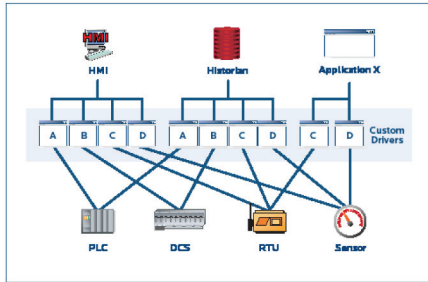 HMI
HMI Historian Application X
A B C D A B C D C D
Custom
Drivers
PLC DCS RTU Sensor